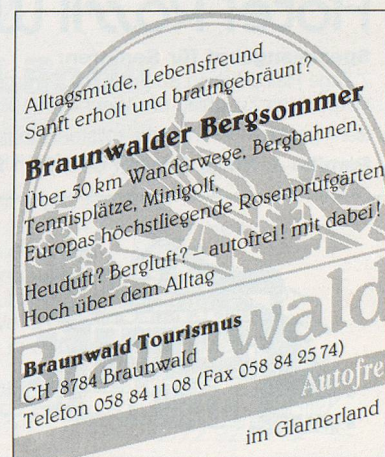 Alltagsmüde, Lebensfreund
Sanft erholt und braungebräunt?
Braunwalder Bergsommer
Über 50 km Wanderwege, Bergbahnen,
Tennisplätze, Minigolf,
Europas höchstliegende Rosenprüfgärten
Heuduft? Bergluft? – autofrei! mit dabei!
Hoch über dem Alltag
Braunwald
Braunwald Tourismus
CH-8784 Braunwald
Telefon 058 84 11 08 (Fax 058 84 25 74)
Autofre
im Glarnerland